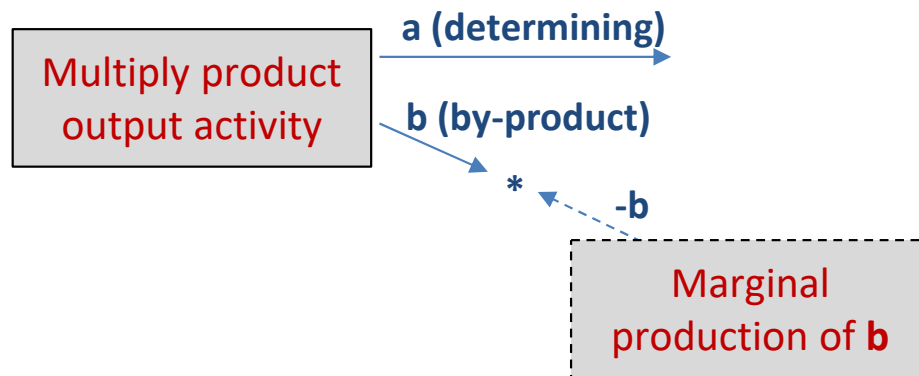 a (determining)
Multiply product
output activity
b (by-product)
*
-b
Marginal
production of b